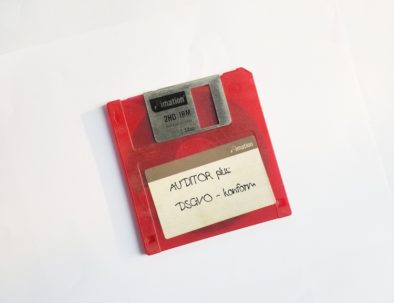 imation
2HD IBM
imation
AUDITOR plus
DSGVO - konform